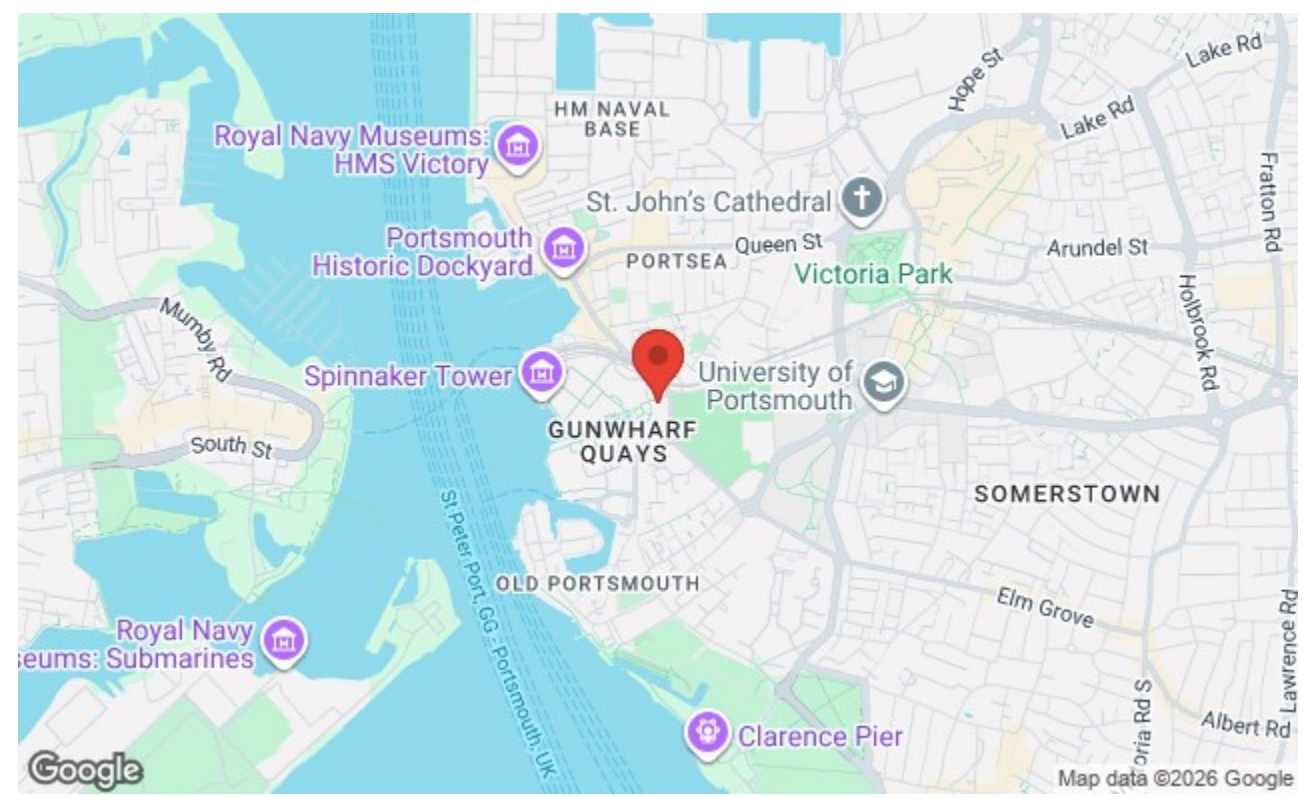 Hope St
Lake Rd
Lake Rd
HM NAVAL
BASE
Royal Navy Museums:
HMS Victory
Fratton Rd
St. John's Cathedral
Portsmouth
Historic Dockyard
PORTSEA
Queen St
Arundel St
Victoria Park
Holbrook Rd
Mumby Rd
Spinnaker Tower
University of
Portsmouth
GUNWHARF
QUAYS
South St
SOMERSTOWN
St Peter Port, GG - Portsmouth, UK
OLD PORTSMOUTH
Elm Grove
Royal Navy
seums: Submarines
Lawrence Rd
oria Rd S
Albert Rd
Clarence Pier
Google
Map data ©2026 Google